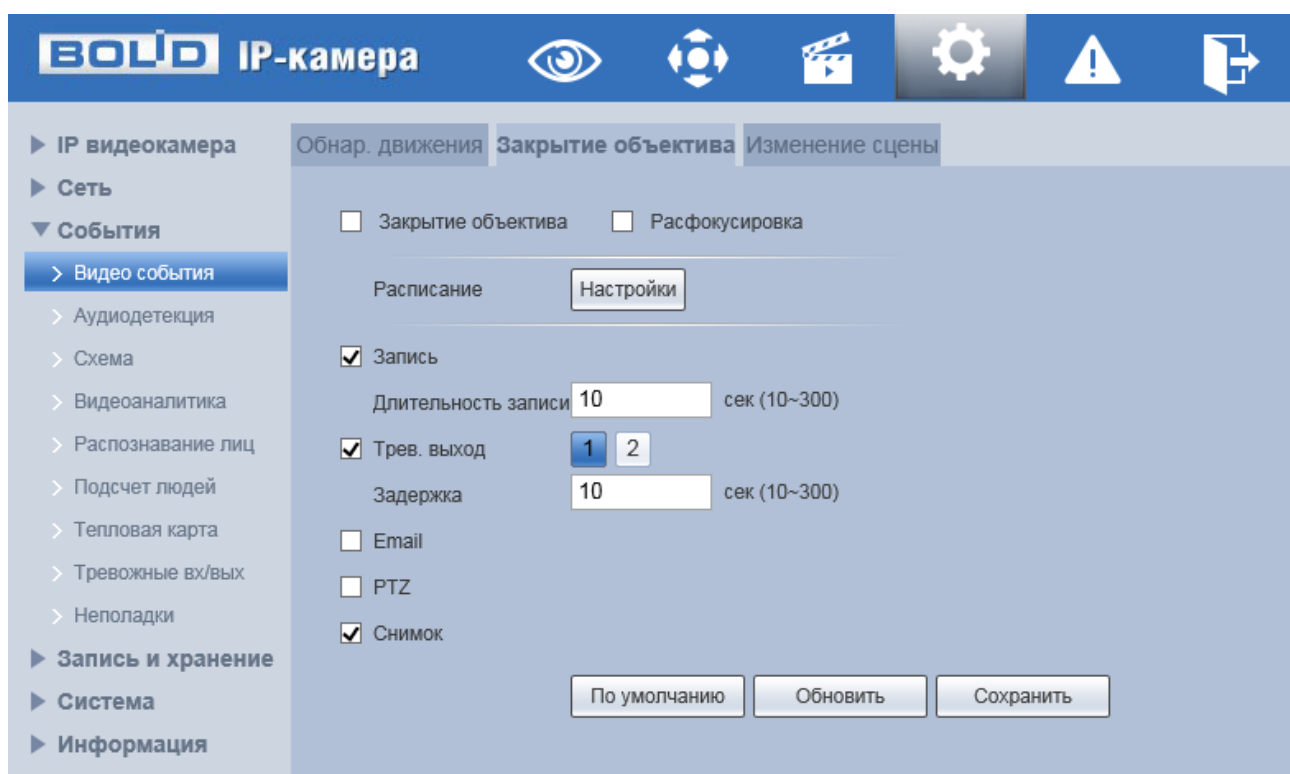 BOLID IP-камера
IP видеокамера
Сеть
События
Видео события
Аудиодетекция
Схема
Видеоаналитика
Распознавание лиц
Подсчет людей
Тепловая карта
Тревожные вх/вых
Неполадки
Запись и хранение
Система
Информация
Обнар. движения Закрытие объектива Изменение сцены
Закрытие объектива Расфокусировка
Расписание Настройки
Запись
Длительность записи 10 сек (10~300)
Трев. выход 1 2
Задержка 10 сек (10~300)
Email
PTZ
Снимок
По умолчанию Обновить Сохранить